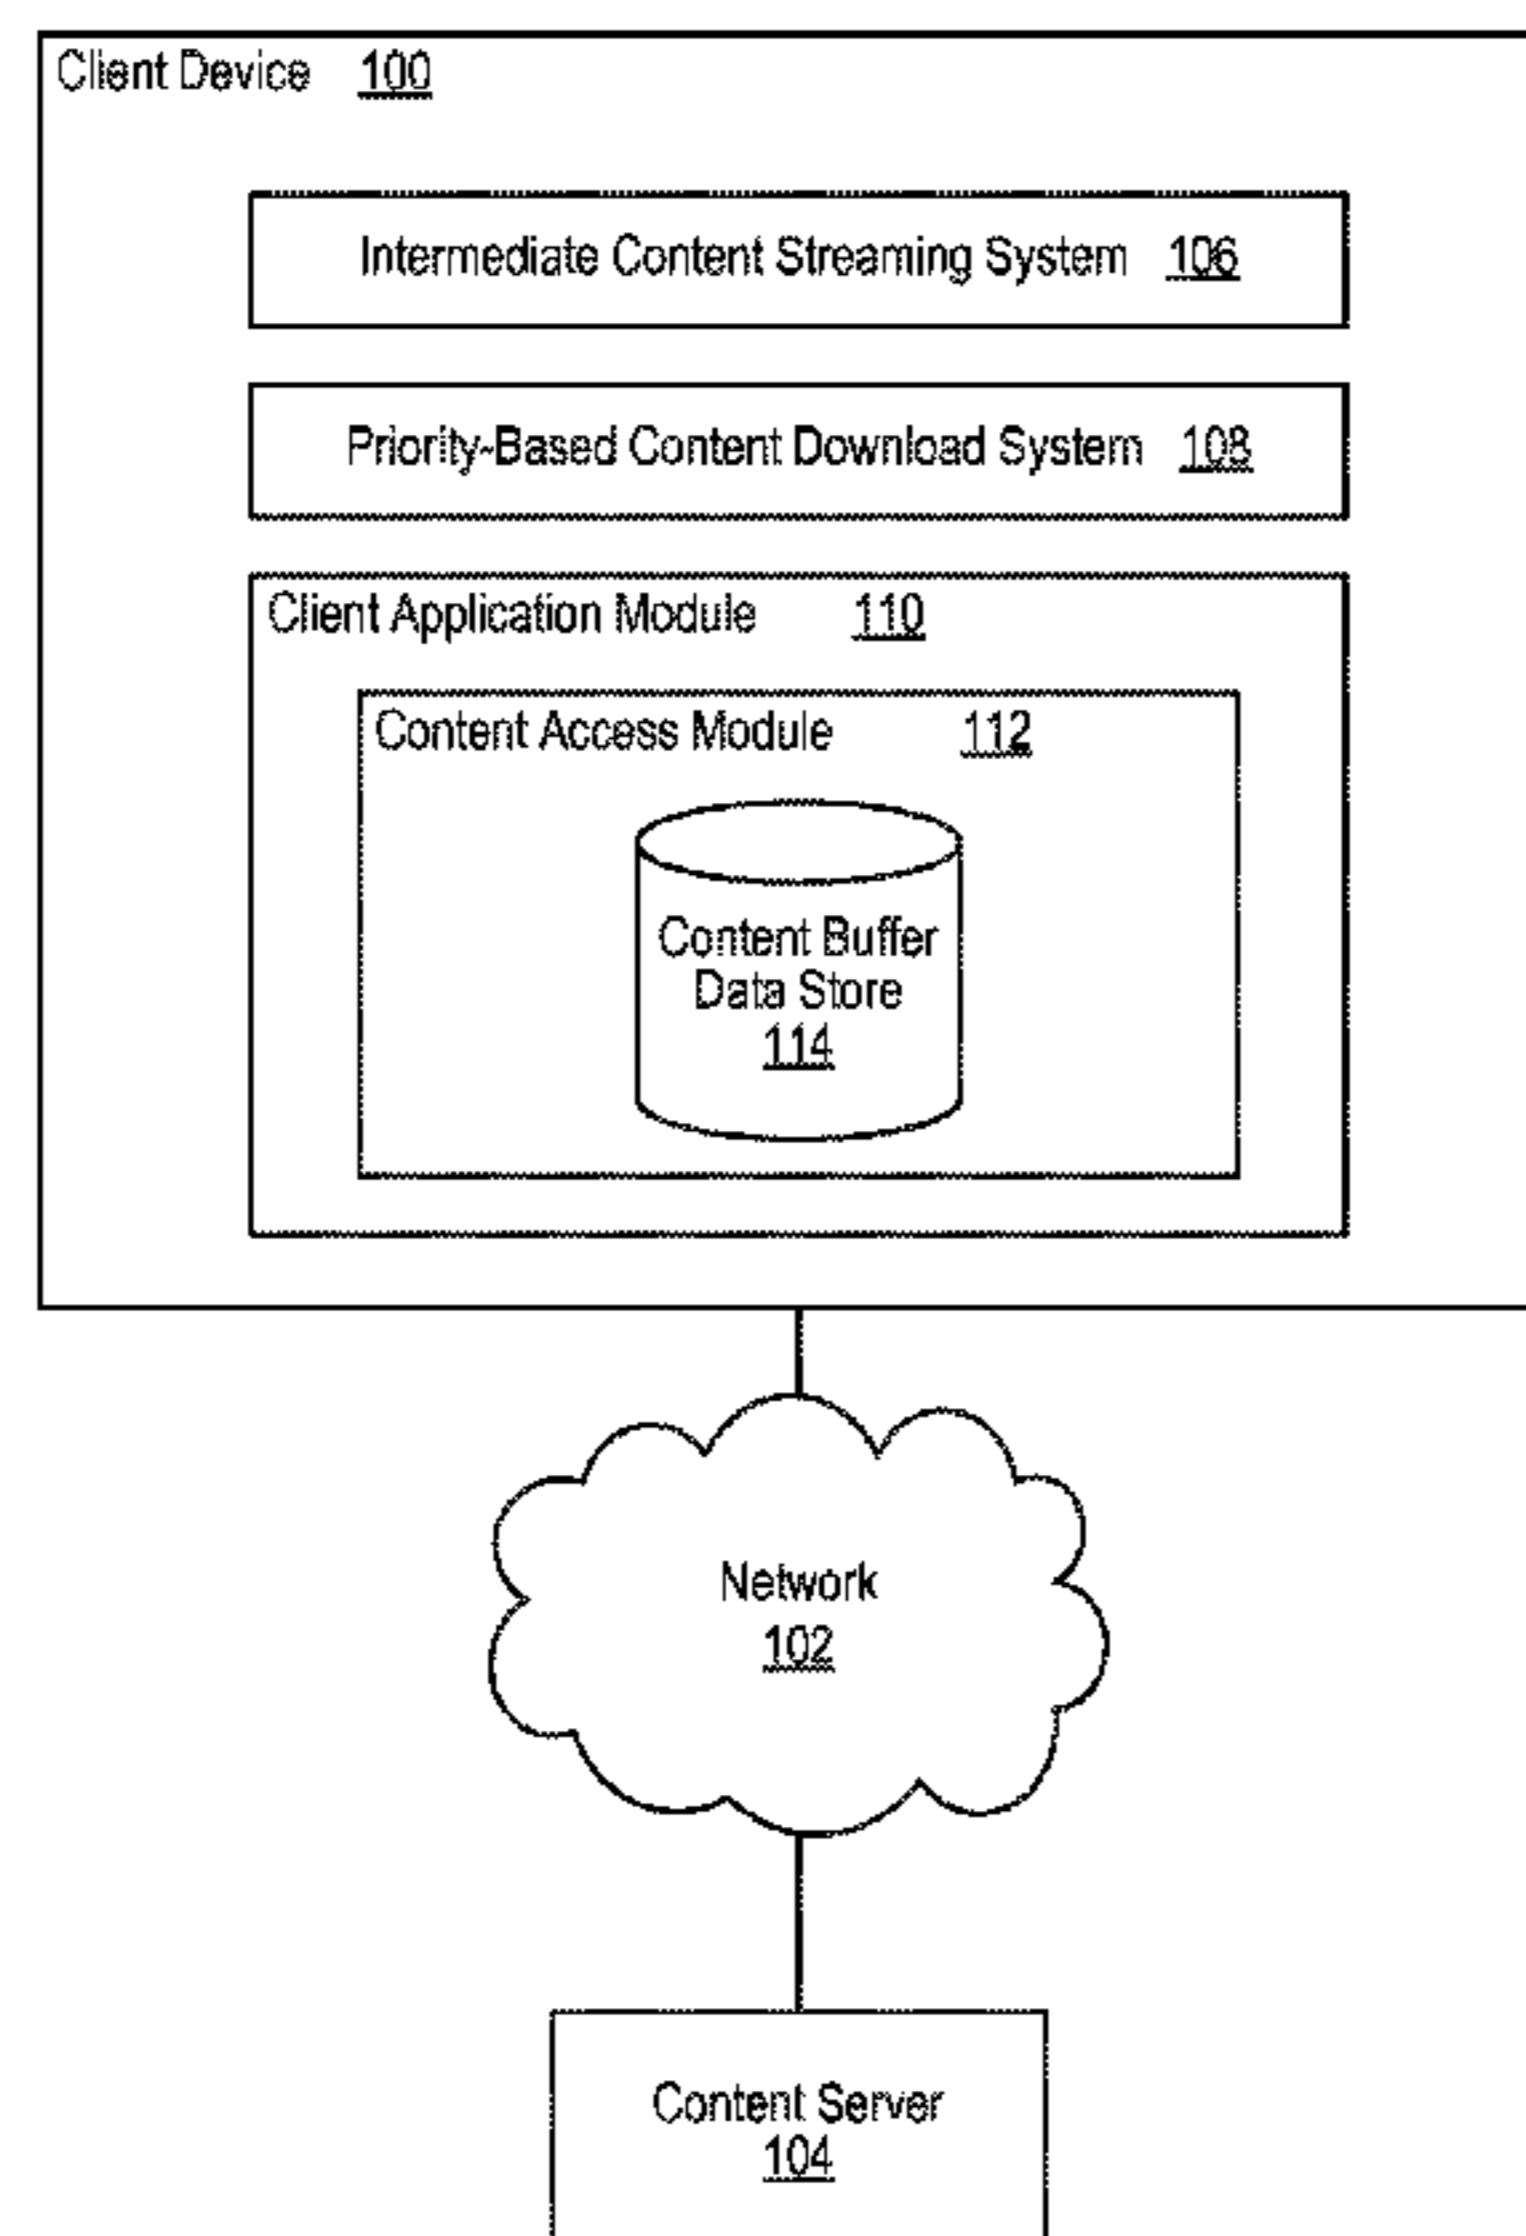 Client Device 100
Intermediate Content Streaming System 106
Priority-Based Content Download System 108
Client Application Module 110
Content Access Module 112
Content Buffer
Data Store
114
Network
102
Content Server
104